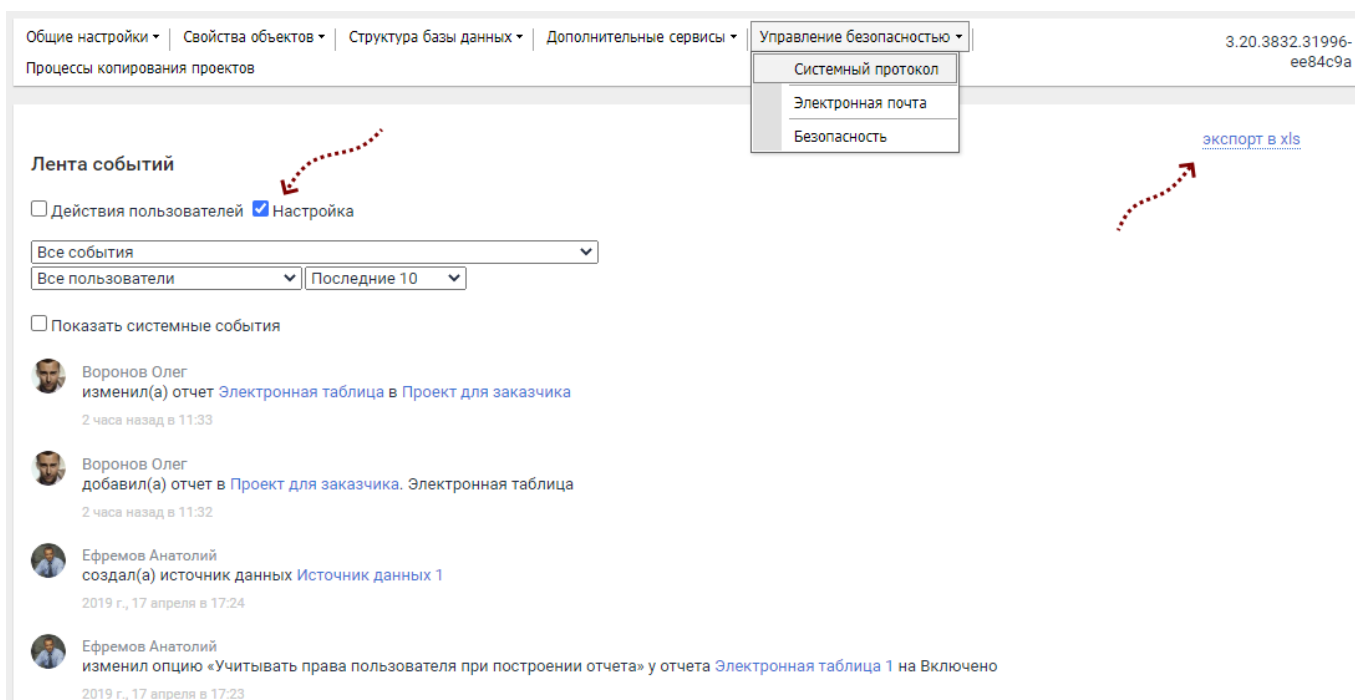 Общие настройки Свойства объектов Структура базы данных Дополнительные сервисы Управление безопасностью
Процессы копирования проектов
3.20.3832.31996-
ee84c9a
Системный протокол
Электронная почта
Безопасность
экспорт в xls
Лента событий
Действия пользователей Настройка
Все события
Все пользователи Последние 10
Показать системные события
Воронов Олег
изменил(а) отчет Электронная таблица в Проект для заказчика
2 часа назад в 11:33
Воронов Олег
добавил(а) отчет в Проект для заказчика. Электронная таблица
2 часа назад в 11:32
Ефремов Анатолий
создал(а) источник данных Источник данных 1
2019 г., 17 апреля в 17:24
Ефремов Анатолий
изменил опцию «Учитывать права пользователя при построении отчета» у отчета Электронная таблица 1 на Включено
2019 г., 17 апреля в 17:23